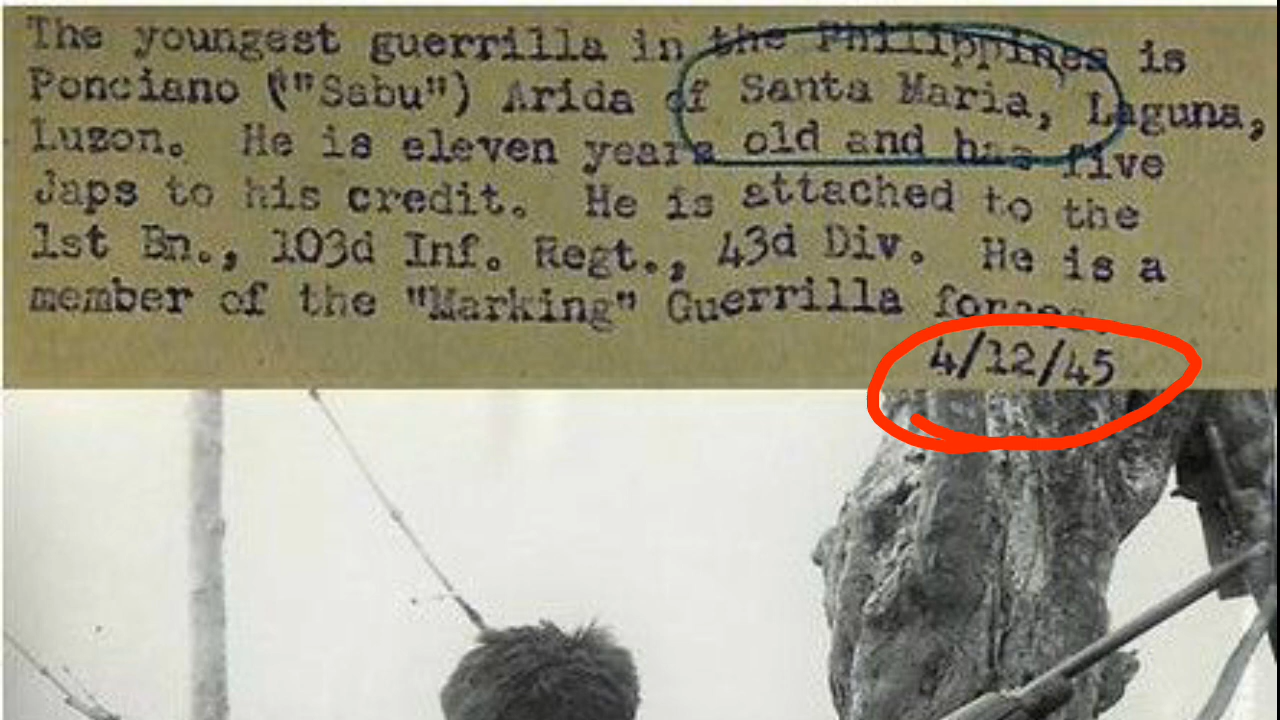 The youngest guerrilla in the Philippines is
Ponciano ("Sabu") Arida of Santa Maria, Laguna,
Luzon. He is eleven years old and has five
Japs to his credit. He is attached to the
1st Bn., 103d Inf. Regt., 43d Div. He is a
member of the "Marking" Guerrilla forces.
4/12/45